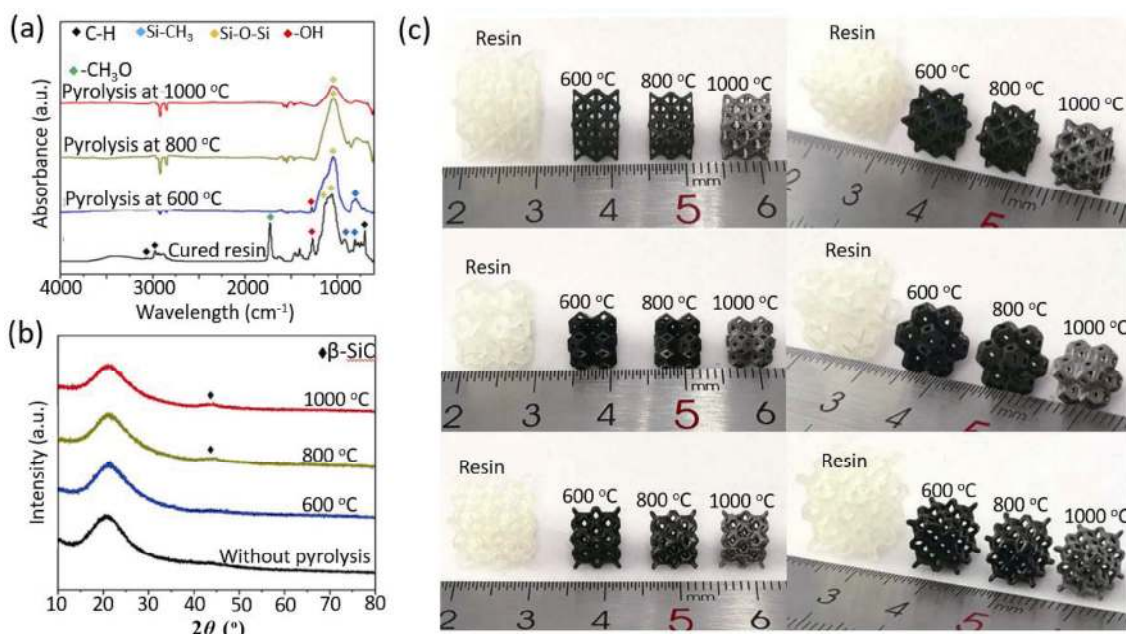 (a)
◆ C-H ◆ Si-CH₃ ◆ Si-O-Si ◆ -OH
◆ -CH₃O
Pyrolysis at 1000 °C
Pyrolysis at 800 °C
Pyrolysis at 600 °C
Cured resin
Absorbance (a.u.)
4000 3000 2000 1000
Wavelength (cm⁻¹)
(b)
◆β-SiC
1000 °C
800 °C
600 °C
Without pyrolysis
Intensity (a.u.)
10 20 30 40 50 60 70 80
2θ (°)
(c)
Resin
600 °C 800 °C 1000 °C
mm
2 3 4 5 6
Resin
600 °C
800 °C
1000 °C
mm
3 4 5
Resin
600 °C 800 °C 1000 °C
mm
2 3 4 5 6
Resin
600 °C
800 °C
1000 °C
mm
3 4 5
Resin
600 °C 800 °C 1000 °C
mm
2 3 4 5 6
Resin
600 °C
800 °C
1000 °C
mm
3 4 5